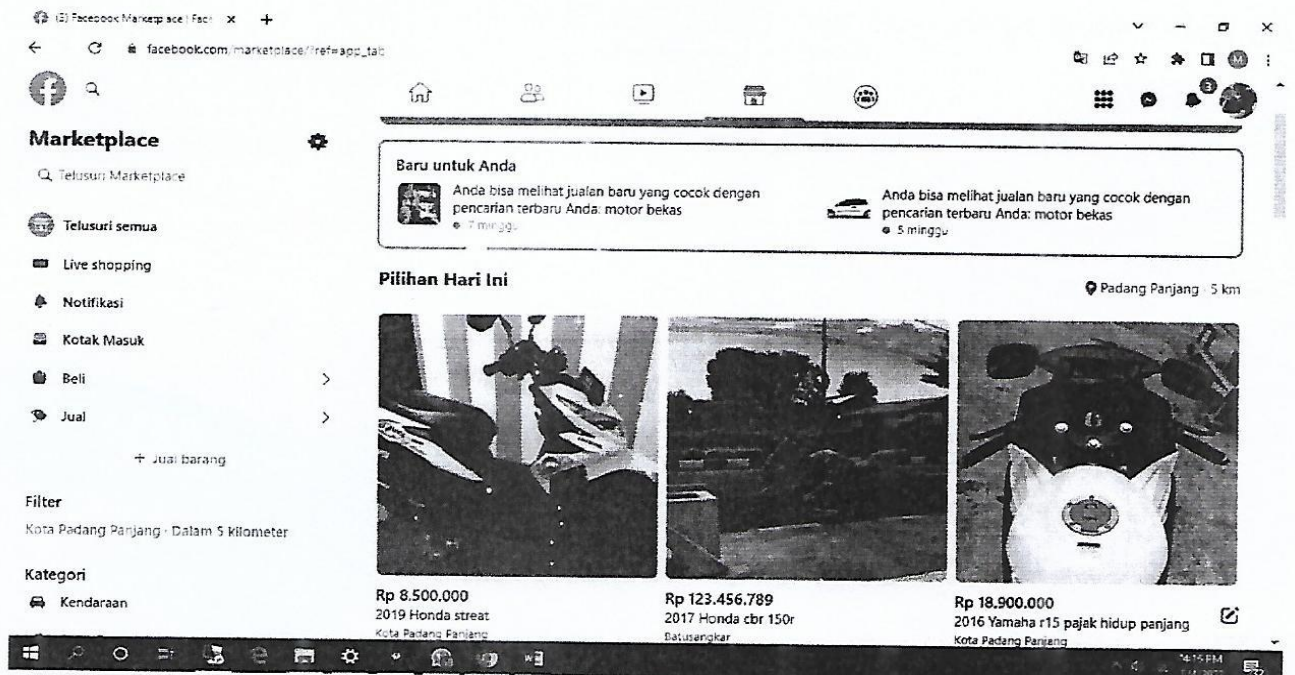 facebook.com/marketplace/?ref=app_tab
M
3
Marketplace
Telusuri Marketplace
Telusuri semua
Live shopping
Notifikasi
Kotak Masuk
Beli
Jual
+ Jual barang
Filter
Kota Padang Panjang · Dalam 5 kilometer
Kategori
Kendaraan
Baru untuk Anda
Anda bisa melihat jualan baru yang cocok dengan
pencarian terbaru Anda: motor bekas
7 minggu
Anda bisa melihat jualan baru yang cocok dengan
pencarian terbaru Anda: motor bekas
5 minggu
Pilihan Hari Ini
Padang Panjang · 5 km
Rp 8.500.000
2019 Honda streat
Kota Padang Panjang
Rp 123.456.789
2017 Honda cbr 150r
Batusangkar
Rp 18.900.000
2016 Yamaha r15 pajak hidup panjang
Kota Padang Panjang